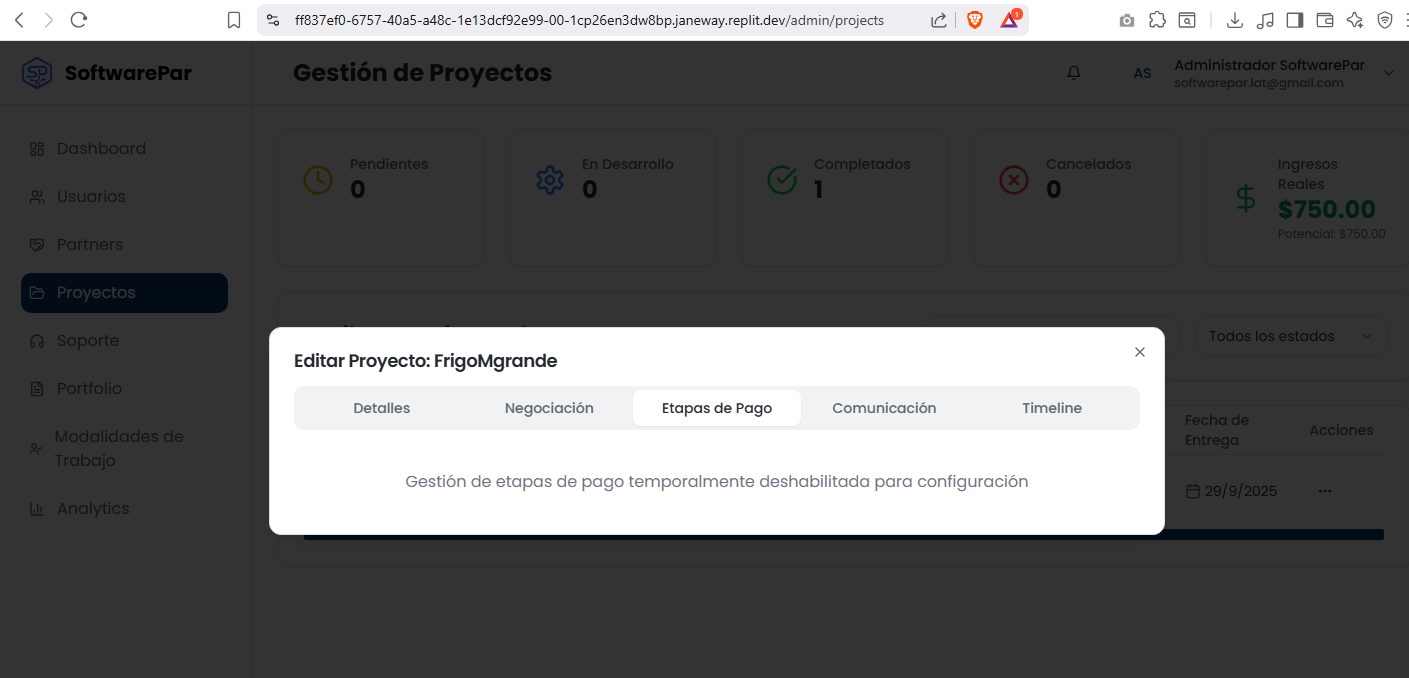 ff837ef0-6757-40a5-a48c-1e13dcf92e99-00-1cp26en3dw8bp.janeway.replit.dev/admin/projects
1
SP SoftwarePar
Gestión de Proyectos
AS
Administrador SoftwarePar
softwarepar.lat@gmail.com
Dashboard
Usuarios
Partners
Proyectos
Soporte
Portfolio
Modalidades de
Trabajo
Analytics
Pendientes
0
En Desarrollo
0
Completados
1
Cancelados
0
Ingresos
Reales
$750.00
Potencial: $750.00
Todos los estados
Editar Proyecto: FrigoMgrande
Detalles
Negociación
Etapas de Pago
Comunicación
Timeline
Gestión de etapas de pago temporalmente deshabilitada para configuración
Fecha de
Entrega
Acciones
29/9/2025